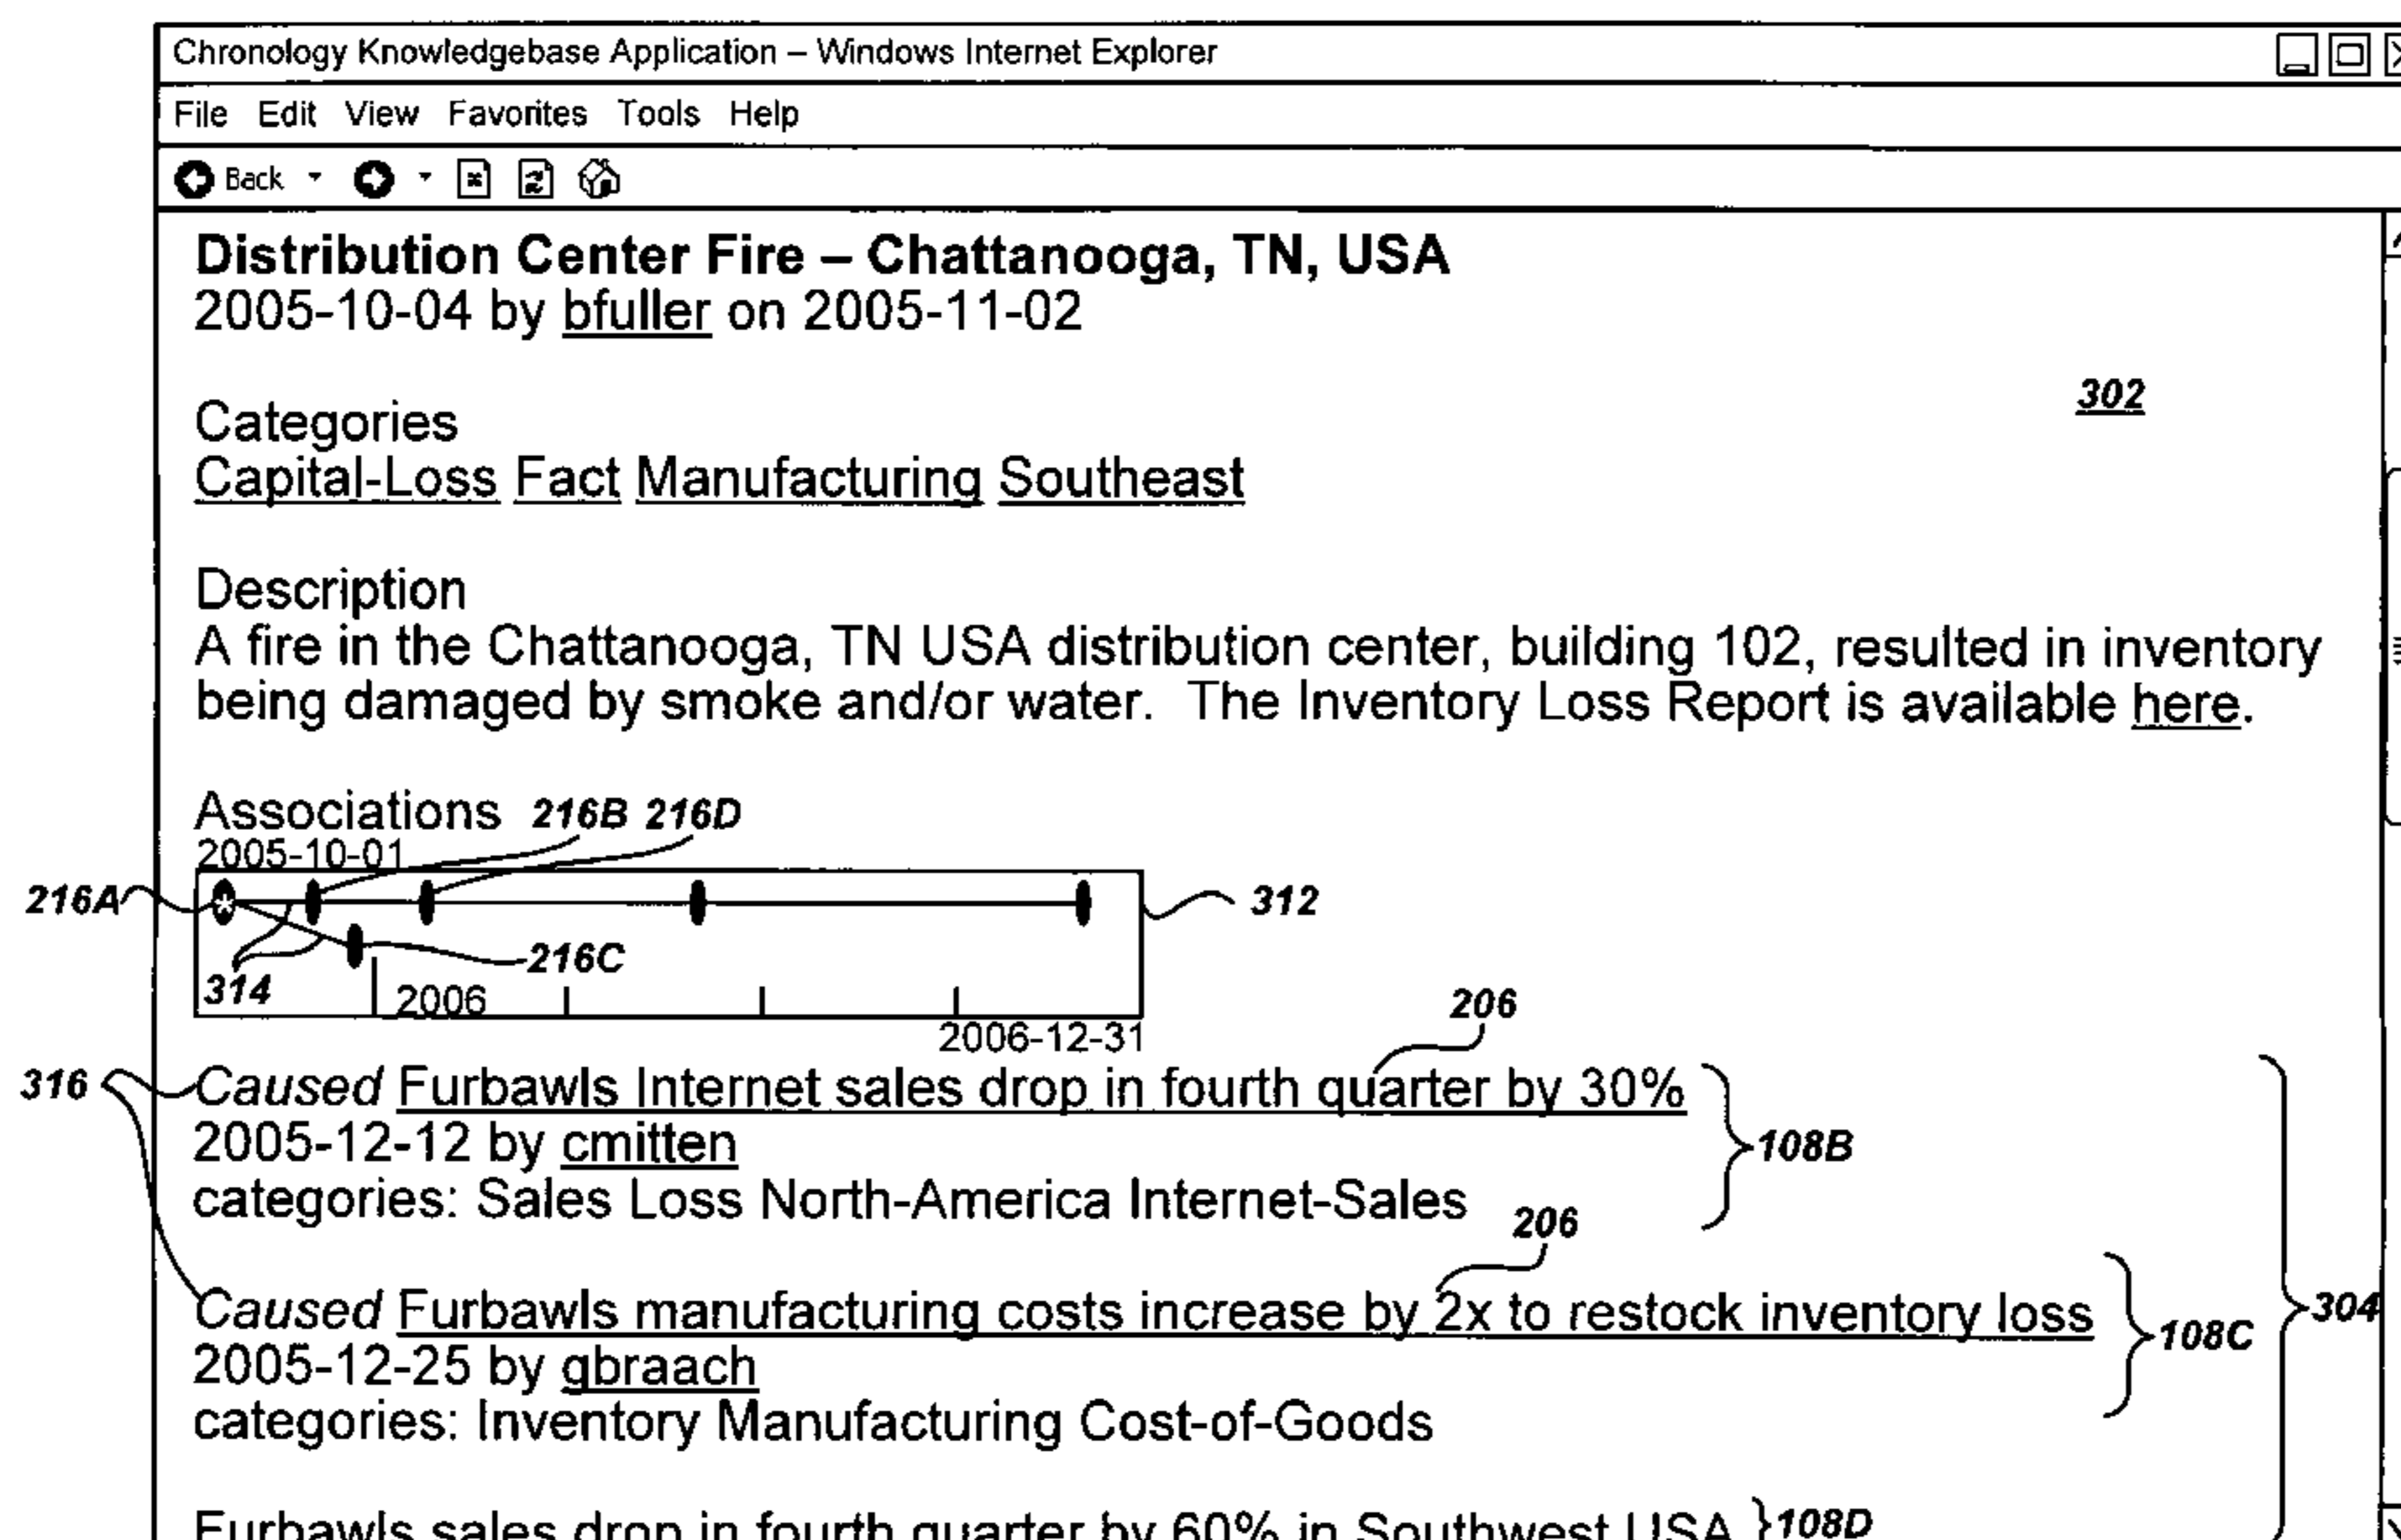 Chronology Knowledgebase Application – Windows Internet Explorer
File Edit View Favorites Tools Help
Back
Distribution Center Fire – Chattanooga, TN, USA
2005-10-04 by bfuller on 2005-11-02
302
Categories
Capital-Loss Fact Manufacturing Southeast
Description
A fire in the Chattanooga, TN USA distribution center, building 102, resulted in inventory
being damaged by smoke and/or water. The Inventory Loss Report is available here.
Associations 216B 216D
2005-10-01
216A 312
216C
314 2006
206
2006-12-31
316 Caused Furbawls Internet sales drop in fourth quarter by 30%
2005-12-12 by cmitten 108B
categories: Sales Loss North-America Internet-Sales
206
Caused Furbawls manufacturing costs increase by 2x to restock inventory loss 304
2005-12-25 by gbraach 108C
categories: Inventory Manufacturing Cost-of-Goods
Furbawls sales drop in fourth quarter by 60% in Southwest USA 108D